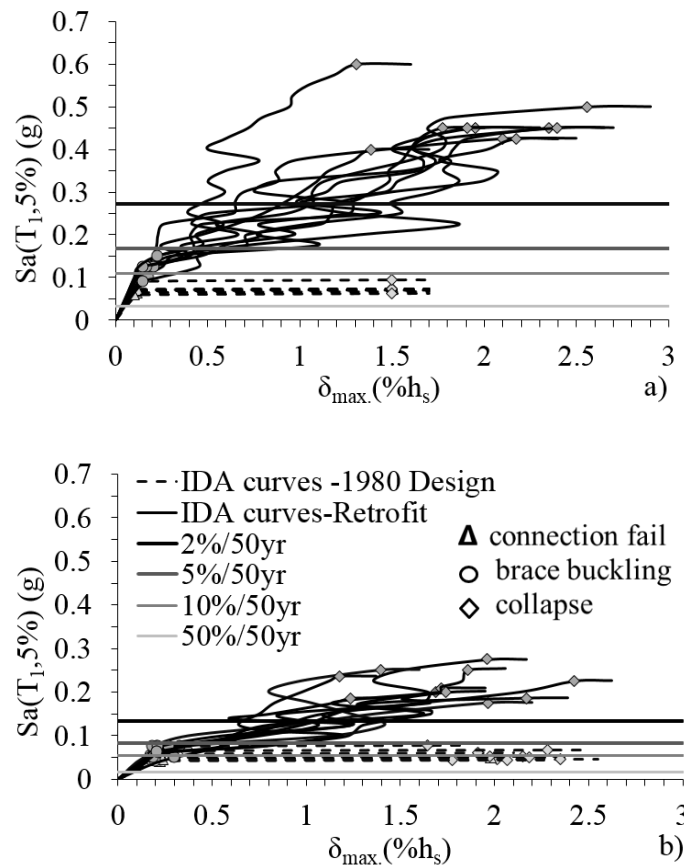 0.7
0.6
0.5
0.4
0.3
0.2
0.1
0
Sa(T1,5%) (g)
0 0.5 1 1.5 2 2.5 3
δmax.(%hs)
a)
0.7
0.6
0.5
0.4
0.3
0.2
0.1
0
Sa(T1,5%) (g)
IDA curves -1980 Design
IDA curves-Retrofit
2%/50yr
5%/50yr
10%/50yr
50%/50yr
connection fail
brace buckling
collapse
0 0.5 1 1.5 2 2.5 3
δmax.(%hs)
b)